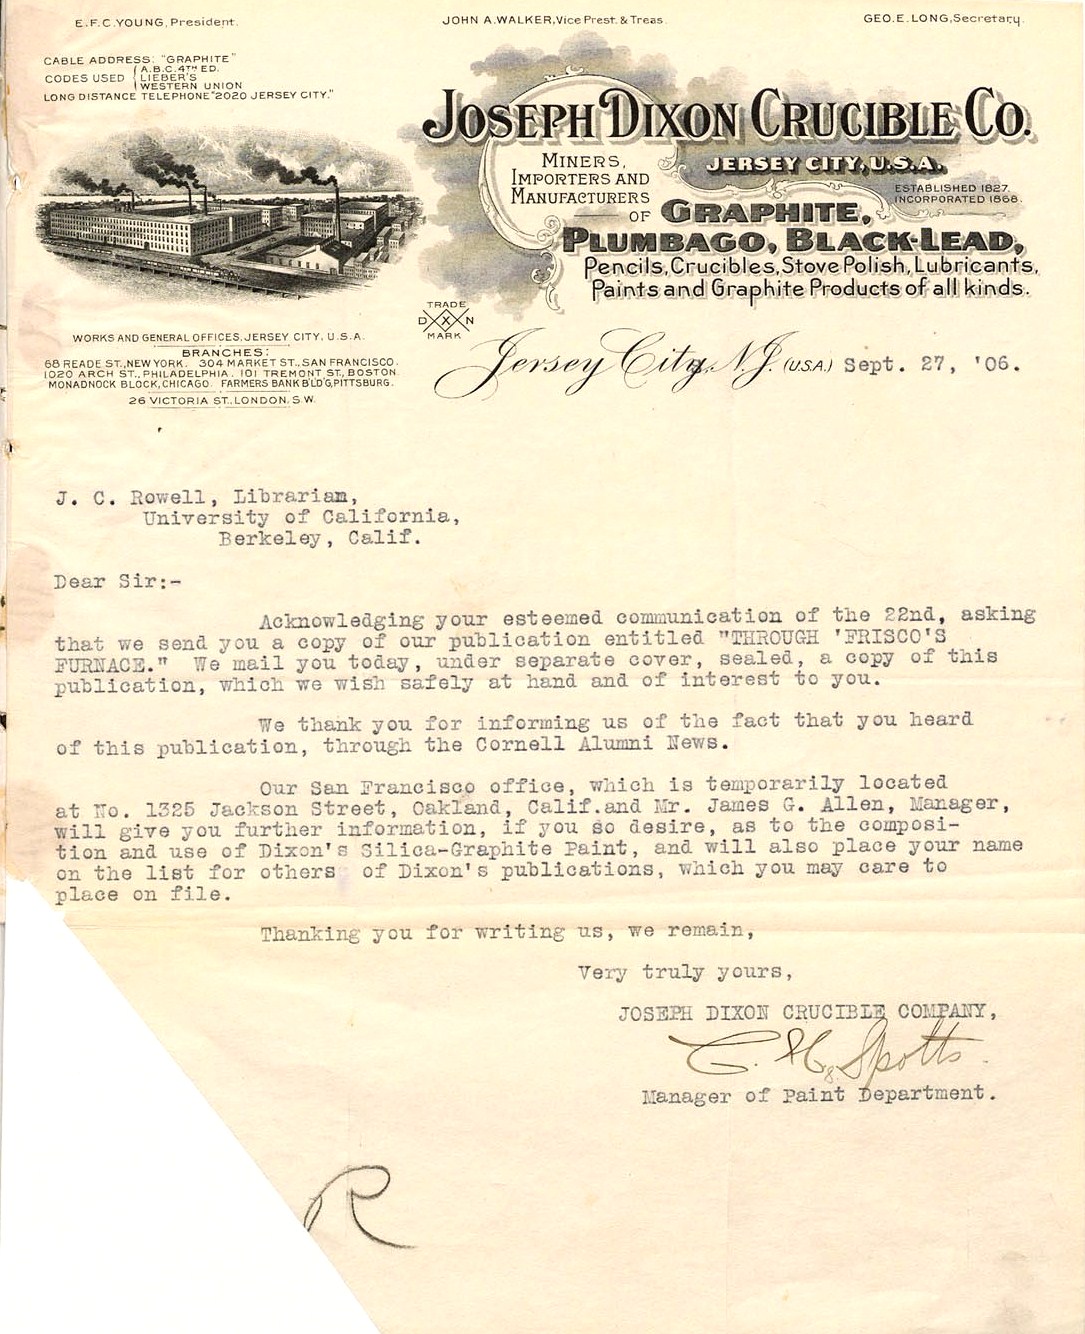 E.F.C. YOUNG, President.
JOHN A. WALKER, Vice Prest. & Treas.
GEO. E. LONG, Secretary.
CABLE ADDRESS: "GRAPHITE"
CODES USED { A.B.C. 4TH ED.
LIEBER'S
WESTERN UNION
LONG DISTANCE TELEPHONE "2020 JERSEY CITY."
JOSEPH DIXON CRUCIBLE CO.
JERSEY CITY, U.S.A.
MINERS,
IMPORTERS AND
MANUFACTURERS
OF
ESTABLISHED 1827.
INCORPORATED 1868.
GRAPHITE,
PLUMBAGO, BLACK-LEAD,
Pencils, Crucibles, Stove Polish, Lubricants,
Paints and Graphite Products of all kinds.
TRADE
DIXON
MARK
WORKS AND GENERAL OFFICES, JERSEY CITY, U.S.A.
BRANCHES:
68 READE ST., NEW YORK. 304 MARKET ST., SAN FRANCISCO.
1020 ARCH ST., PHILADELPHIA. 101 TREMONT ST., BOSTON
MONADNOCK BLOCK, CHICAGO. FARMERS BANK B'LD'G, PITTSBURG.
26 VICTORIA ST., LONDON, S.W.
Jersey City, N.J. (U.S.A.) Sept. 27, '06.
J. C. Rowell, Librarian,
University of California,
Berkeley, Calif.
Dear Sir:-
Acknowledging your esteemed communication of the 22nd, asking
that we send you a copy of our publication entitled "THROUGH 'FRISCO'S
FURNACE." We mail you today, under separate cover, sealed, a copy of this
publication, which we wish safely at hand and of interest to you.
We thank you for informing us of the fact that you heard
of this publication, through the Cornell Alumni News.
Our San Francisco office, which is temporarily located
at No. 1325 Jackson Street, Oakland, Calif.and Mr. James G. Allen, Manager,
will give you further information, if you so desire, as to the composi-
tion and use of Dixon's Silica-Graphite Paint, and will also place your name
on the list for others of Dixon's publications, which you may care to
place on file.
Thanking you for writing us, we remain,
Very truly yours,
JOSEPH DIXON CRUCIBLE COMPANY,
C. H. Spotts.
Manager of Paint Department.
R